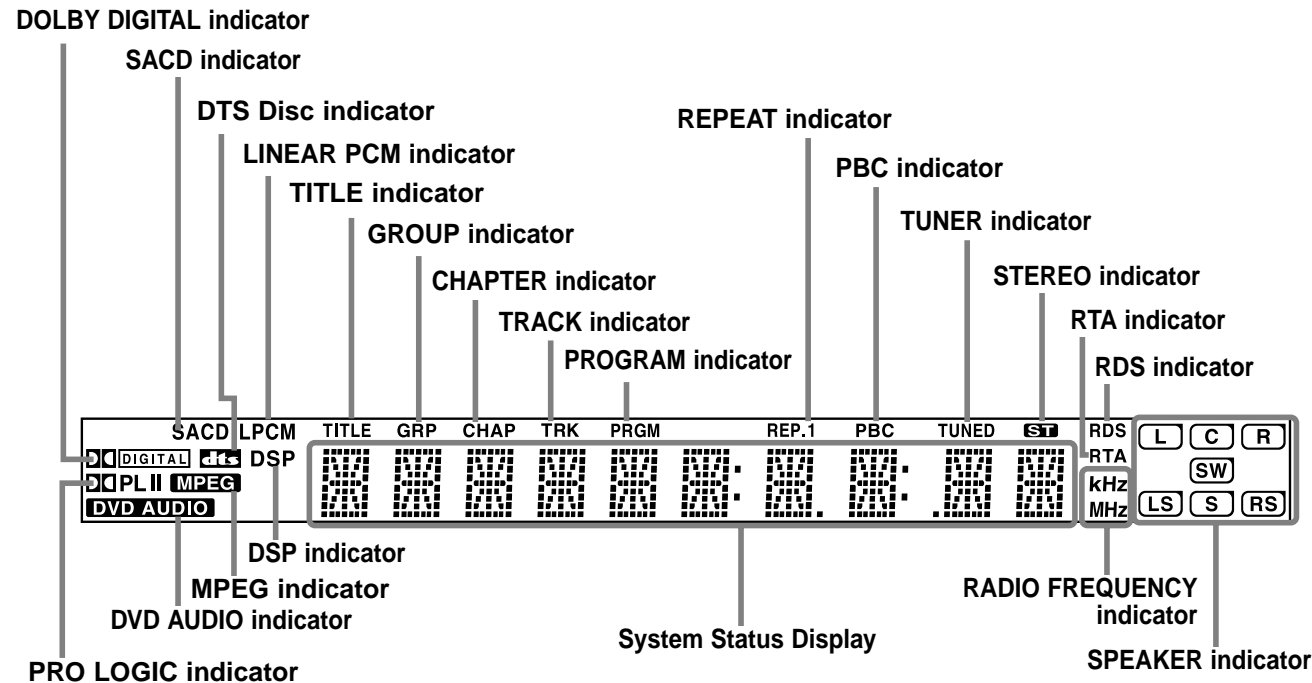 DOLBY DIGITAL indicator
SACD indicator
DTS Disc indicator
LINEAR PCM indicator
TITLE indicator
GROUP indicator
CHAPTER indicator
TRACK indicator
PROGRAM indicator
REPEAT indicator
PBC indicator
TUNER indicator
STEREO indicator
RTA indicator
RDS indicator
SACD LPCM TITLE GRP CHAP TRK PRGM REP.1 PBC TUNED ST RDS
DIGITAL dts DSP RTA
PL II MPEG kHz
DVD AUDIO MHz
L C R
SW
LS S RS
DSP indicator
MPEG indicator
DVD AUDIO indicator
PRO LOGIC indicator
System Status Display
RADIO FREQUENCY
indicator
SPEAKER indicator